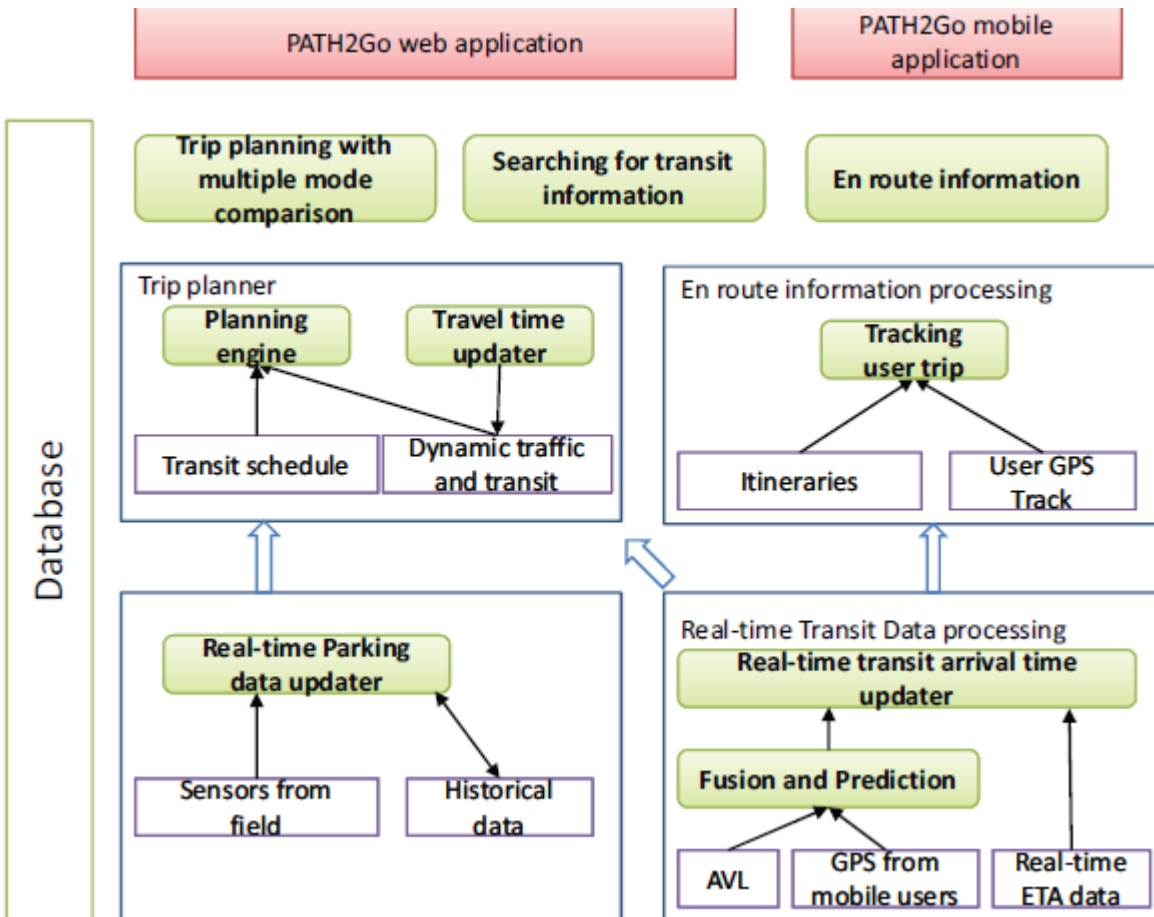 PATH2Go web application
PATH2Go mobile
application
Database
Trip planning with
multiple mode
comparison
Searching for transit
information
En route information
Trip planner
Planning
engine
Travel time
updater
Transit schedule
Dynamic traffic
and transit
En route information processing
Tracking
user trip
Itineraries
User GPS
Track
Real-time Parking
data updater
Sensors from
field
Historical
data
Real-time Transit Data processing
Real-time transit arrival time
updater
Fusion and Prediction
AVL
GPS from
mobile users
Real-time
ETA data